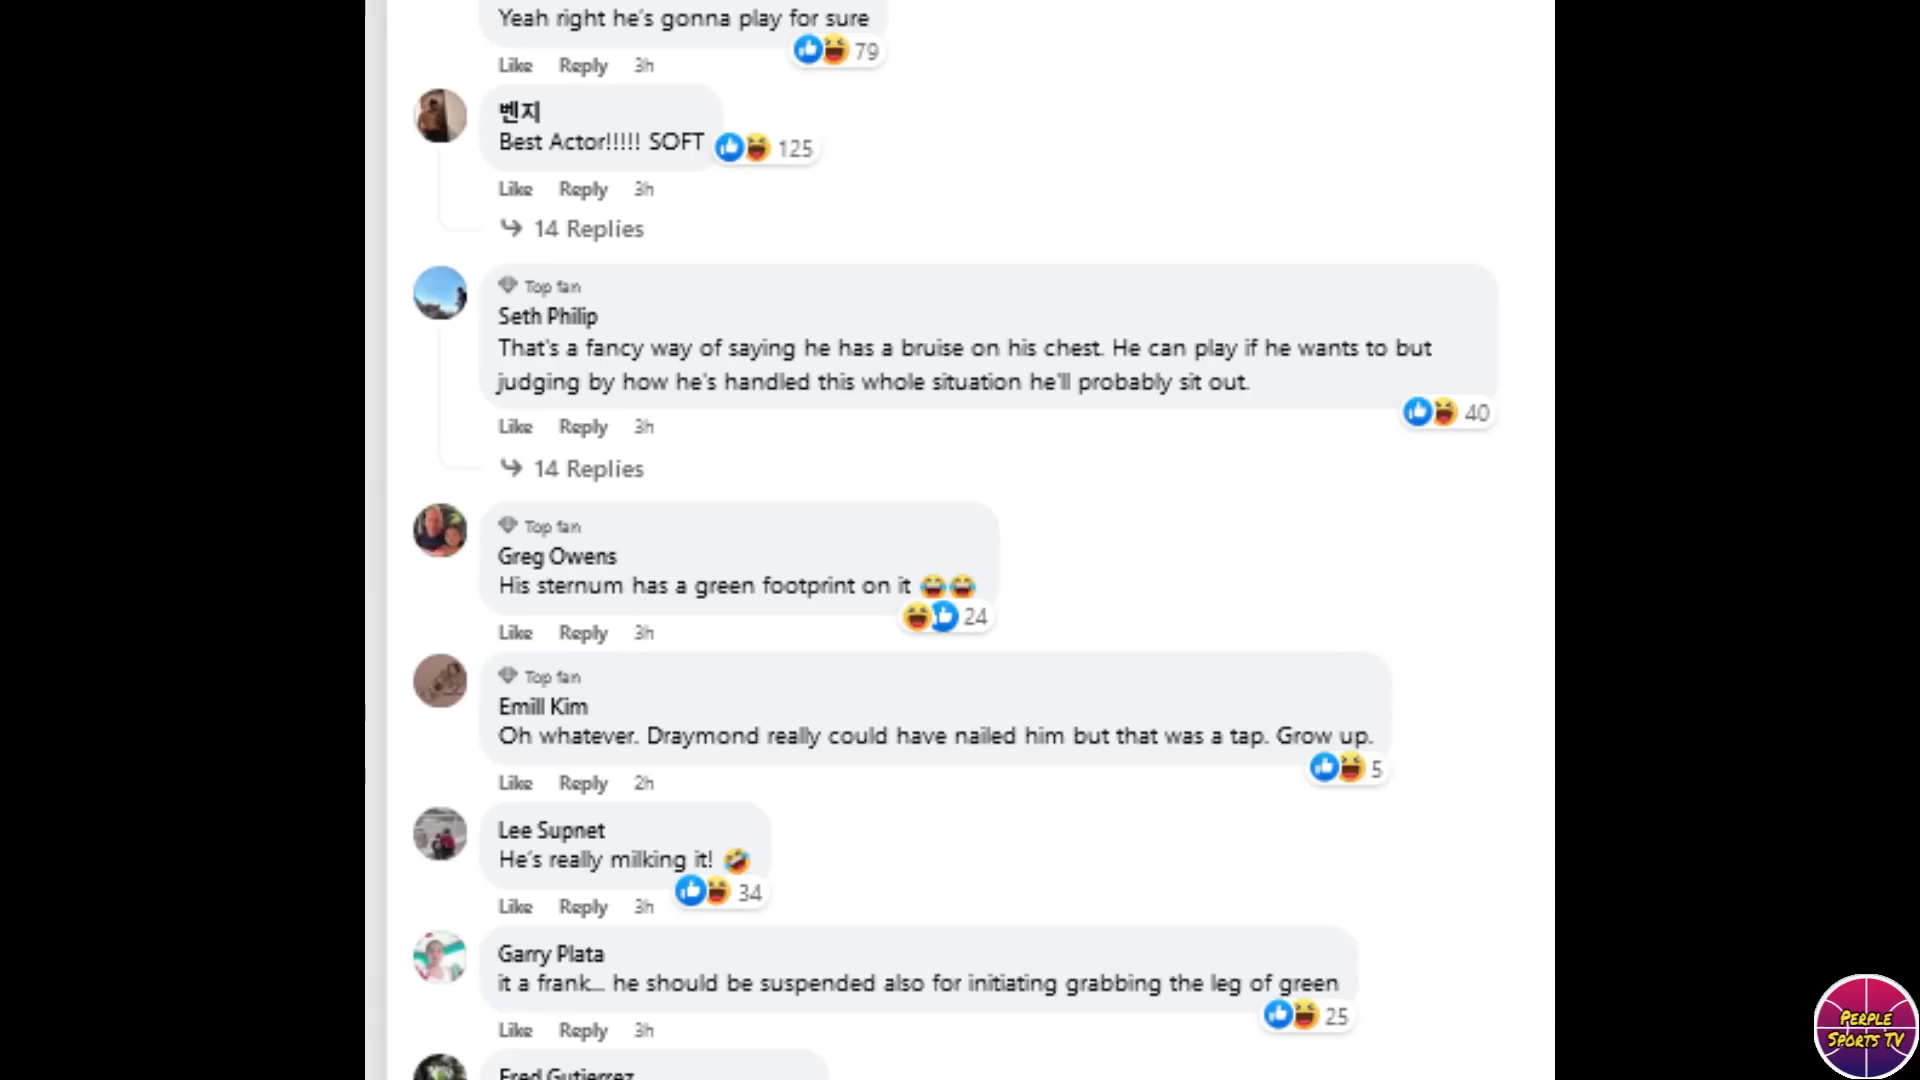 Yeah right he's gonna play for sure
79
Like Reply 3h
벤지
Best Actor!!!!! SOFT
125
Like Reply 3h
14 Replies
Top fan
Seth Philip
That's a fancy way of saying he has a bruise on his chest. He can play if he wants to but
judging by how he's handled this whole situation he'll probably sit out.
40
Like Reply 3h
14 Replies
Top fan
Greg Owens
His sternum has a green footprint on it 😂😂
24
Like Reply 3h
Top fan
Emill Kim
Oh whatever. Draymond really could have nailed him but that was a tap. Grow up.
5
Like Reply 2h
Lee Supnet
He's really milking it! 🤣
34
Like Reply 3h
Garry Plata
it a frank... he should be suspended also for initiating grabbing the leg of green
25
Like Reply 3h
Fred Gutierrez
PERPLE
SPORTS TV